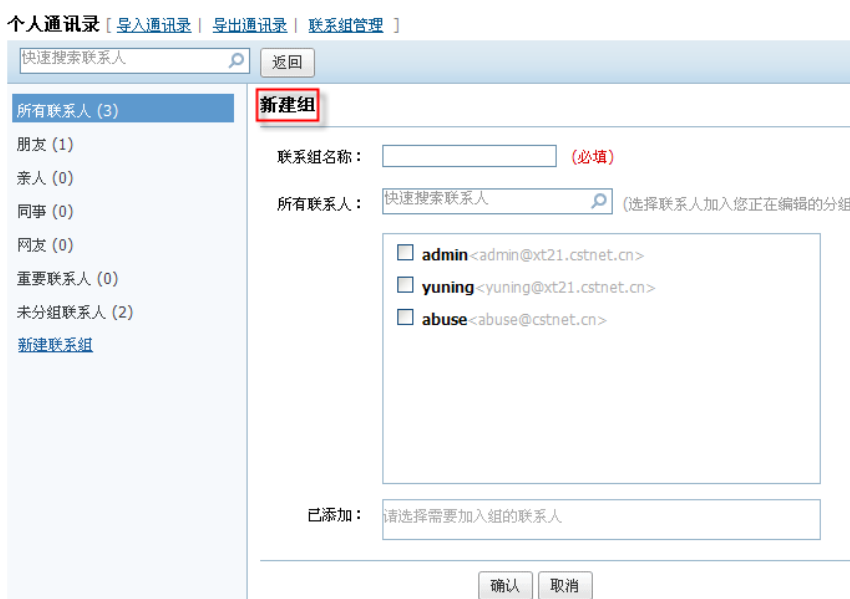 个人通讯录 [ 导入通讯录 | 导出通讯录 | 联系组管理 ]
快速搜索联系人 返回
所有联系人 (3)
朋友 (1)
亲人 (0)
同事 (0)
网友 (0)
重要联系人 (0)
未分组联系人 (2)
新建联系组
新建组
联系组名称： (必填)
所有联系人： 快速搜索联系人 (选择联系人加入您正在编辑的分组
admin<admin@xt21.cstnet.cn>
yuning<yuning@xt21.cstnet.cn>
abuse<abuse@cstnet.cn>
已添加： 请选择需要加入组的联系人
确认 取消